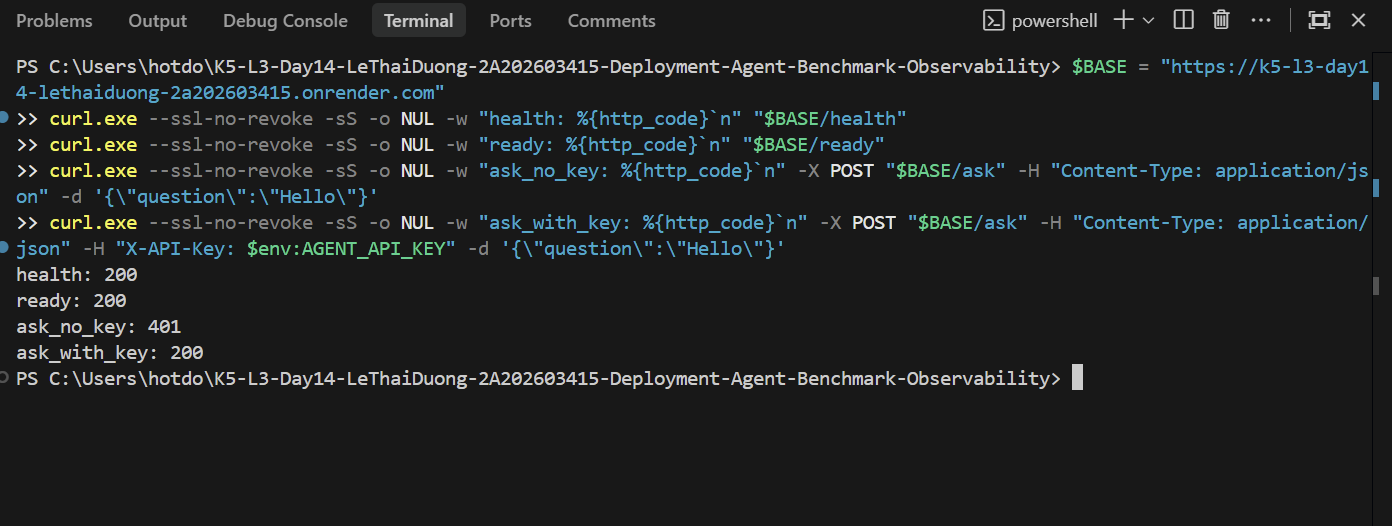 Problems Output Debug Console Terminal Ports Comments powershell
PS C:\Users\hotdo\K5-L3-Day14-LeThaiDuong-2A202603415-Deployment-Agent-Benchmark-Observability> $BASE = "https://k5-l3-day1
4-lethaiduong-2a202603415.onrender.com"
>> curl.exe --ssl-no-revoke -sS -o NUL -w "health: %{http_code}`n" "$BASE/health"
>> curl.exe --ssl-no-revoke -sS -o NUL -w "ready: %{http_code}`n" "$BASE/ready"
>> curl.exe --ssl-no-revoke -sS -o NUL -w "ask_no_key: %{http_code}`n" -X POST "$BASE/ask" -H "Content-Type: application/js
on" -d '{\"question\":\"Hello\"}'
>> curl.exe --ssl-no-revoke -sS -o NUL -w "ask_with_key: %{http_code}`n" -X POST "$BASE/ask" -H "Content-Type: application/
json" -H "X-API-Key: $env:AGENT_API_KEY" -d '{\"question\":\"Hello\"}'
health: 200
ready: 200
ask_no_key: 401
ask_with_key: 200
PS C:\Users\hotdo\K5-L3-Day14-LeThaiDuong-2A202603415-Deployment-Agent-Benchmark-Observability>